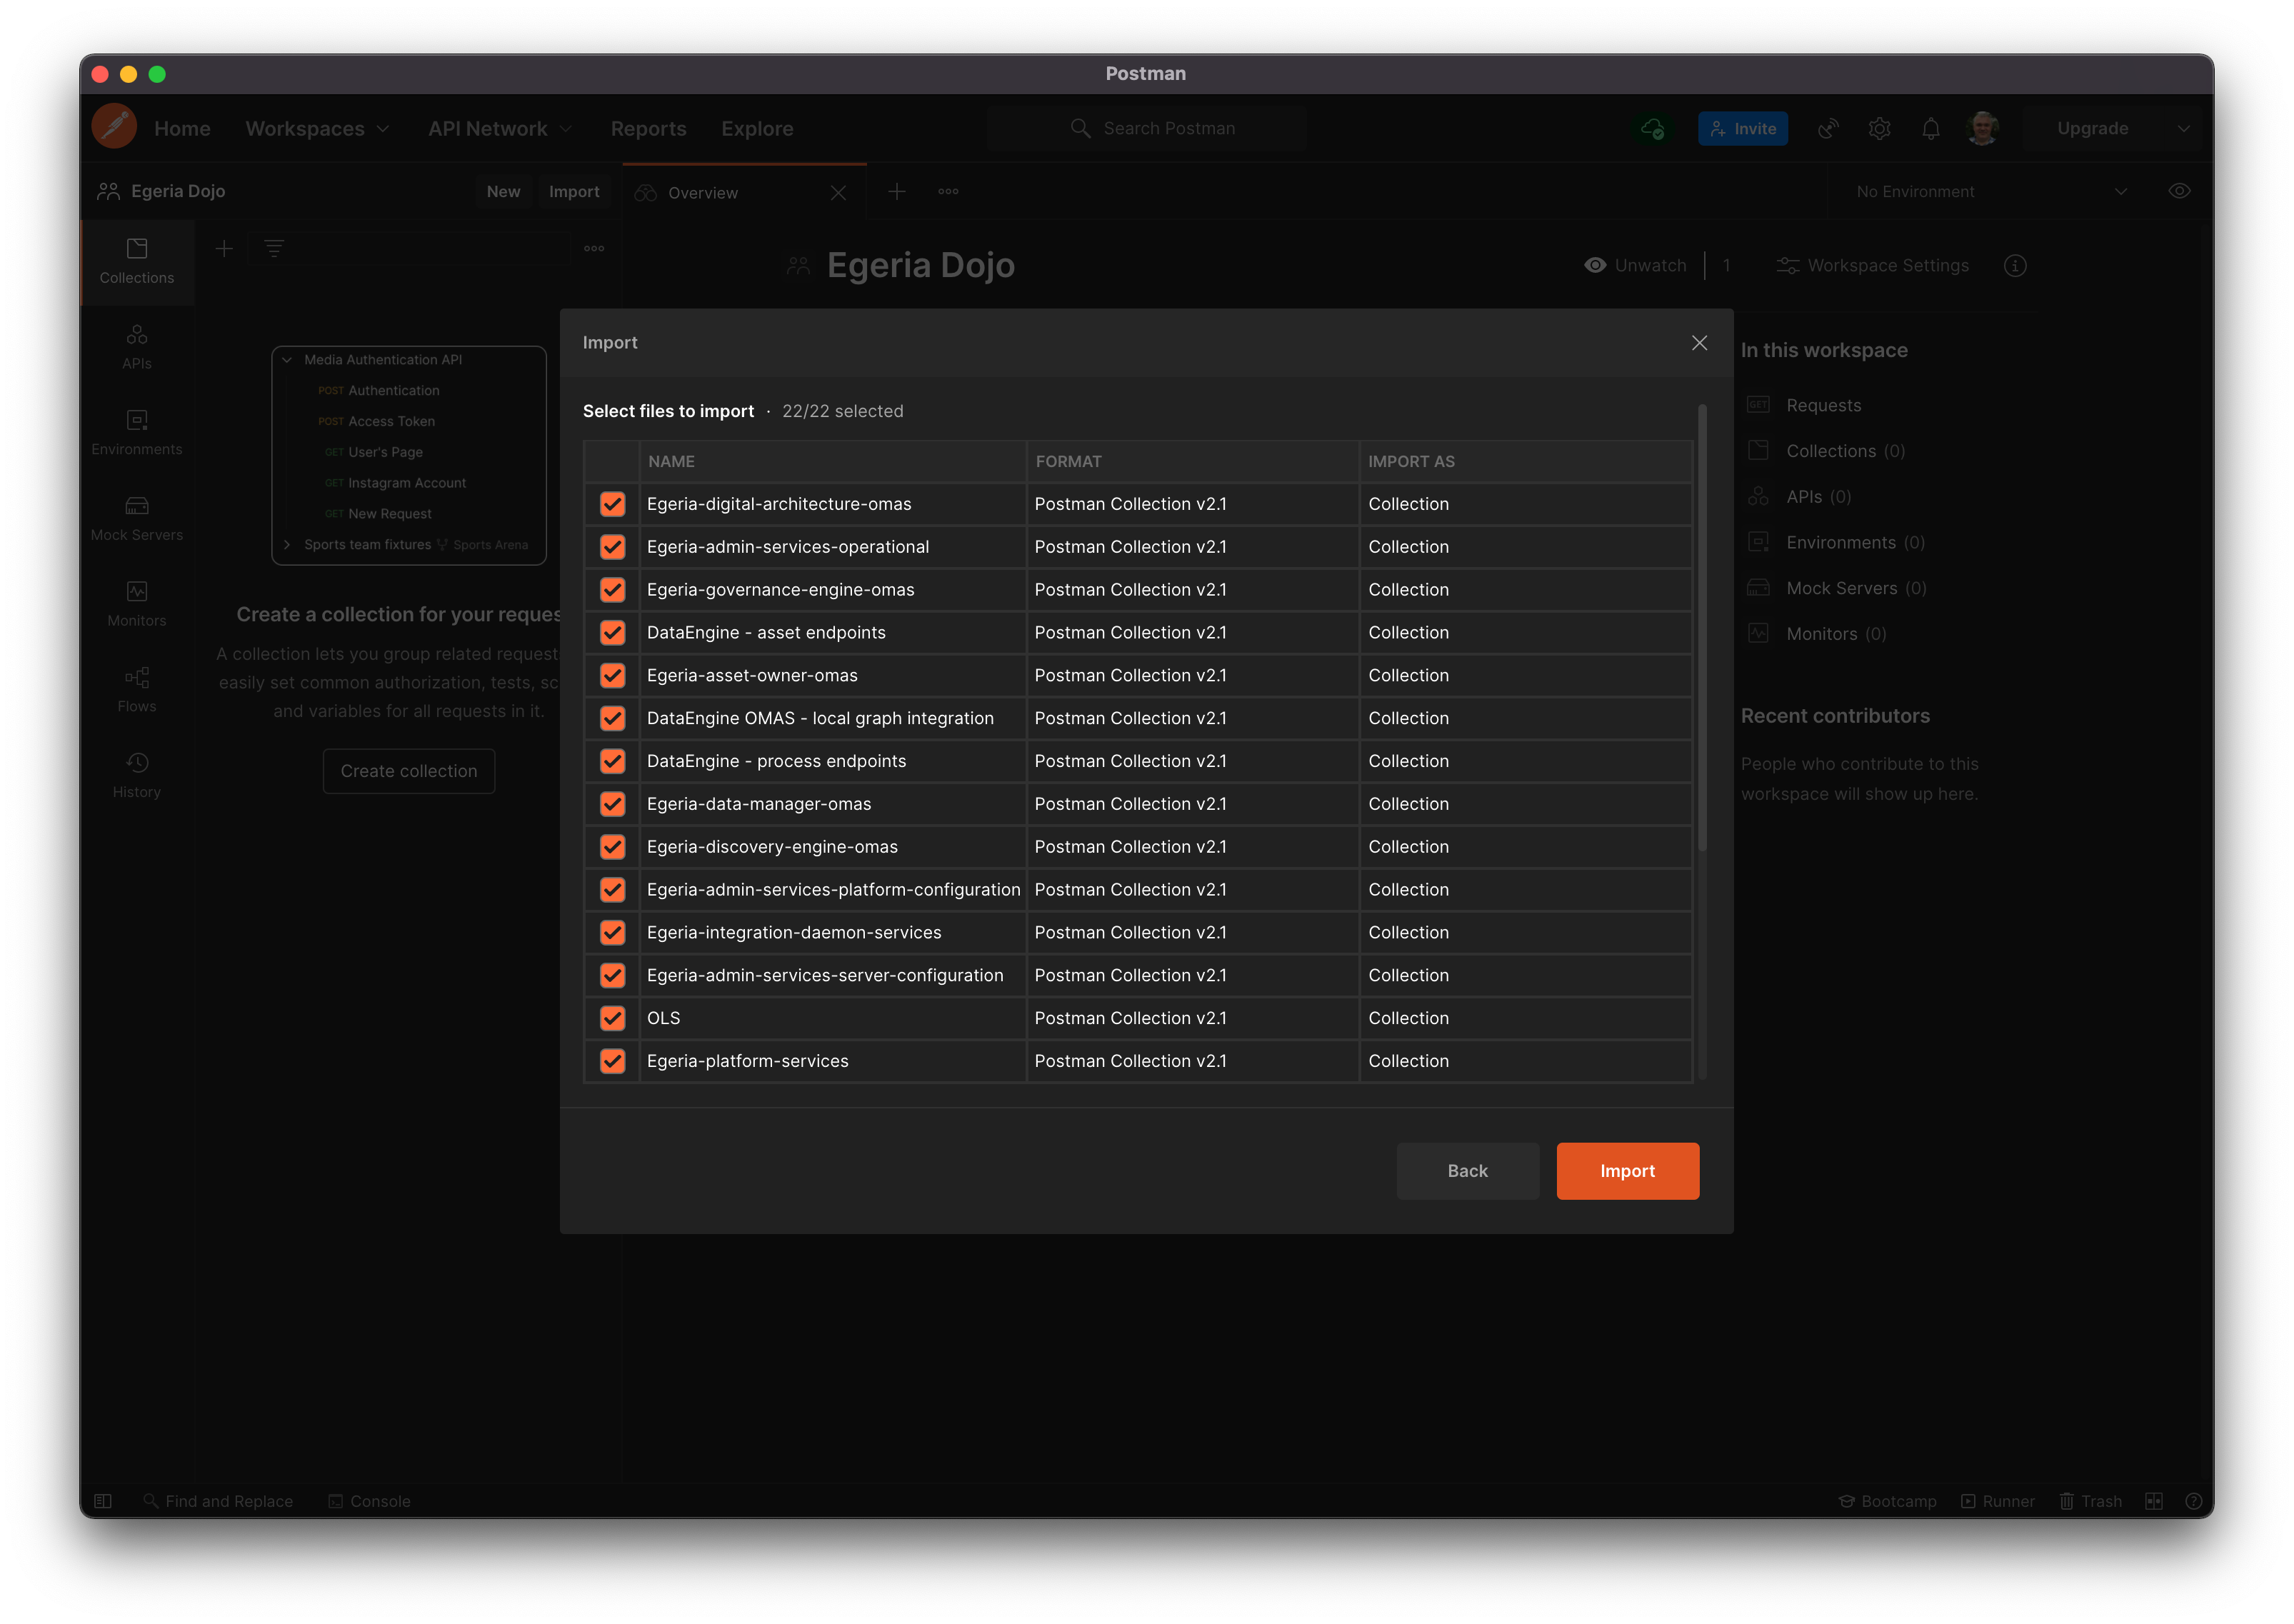 Postman
Home Workspaces API Network Reports Explore Search Postman Invite Upgrade
Egeria Dojo New Import Overview No Environment
Collections
APIs
Environments
Mock Servers
Monitors
Flows
History
Media Authentication API
POST Authentication
POST Access Token
GET User's Page
GET Instagram Account
GET New Request
Sports team fixtures Sports Arena
Create a collection for your reques
A collection lets you group related request
easily set common authorization, tests, sc
and variables for all requests in it.
Create collection
Egeria Dojo Unwatch 1 Workspace Settings
Import
Select files to import · 22/22 selected
NAME FORMAT IMPORT AS
Egeria-digital-architecture-omas Postman Collection v2.1 Collection
Egeria-admin-services-operational Postman Collection v2.1 Collection
Egeria-governance-engine-omas Postman Collection v2.1 Collection
DataEngine - asset endpoints Postman Collection v2.1 Collection
Egeria-asset-owner-omas Postman Collection v2.1 Collection
DataEngine OMAS - local graph integration Postman Collection v2.1 Collection
DataEngine - process endpoints Postman Collection v2.1 Collection
Egeria-data-manager-omas Postman Collection v2.1 Collection
Egeria-discovery-engine-omas Postman Collection v2.1 Collection
Egeria-admin-services-platform-configuration Postman Collection v2.1 Collection
Egeria-integration-daemon-services Postman Collection v2.1 Collection
Egeria-admin-services-server-configuration Postman Collection v2.1 Collection
OLS Postman Collection v2.1 Collection
Egeria-platform-services Postman Collection v2.1 Collection
Back Import
In this workspace
GET Requests
Collections (0)
APIs (0)
Environments (0)
Mock Servers (0)
Monitors (0)
Recent contributors
People who contribute to this
workspace will show up here.
Find and Replace Console Bootcamp Runner Trash